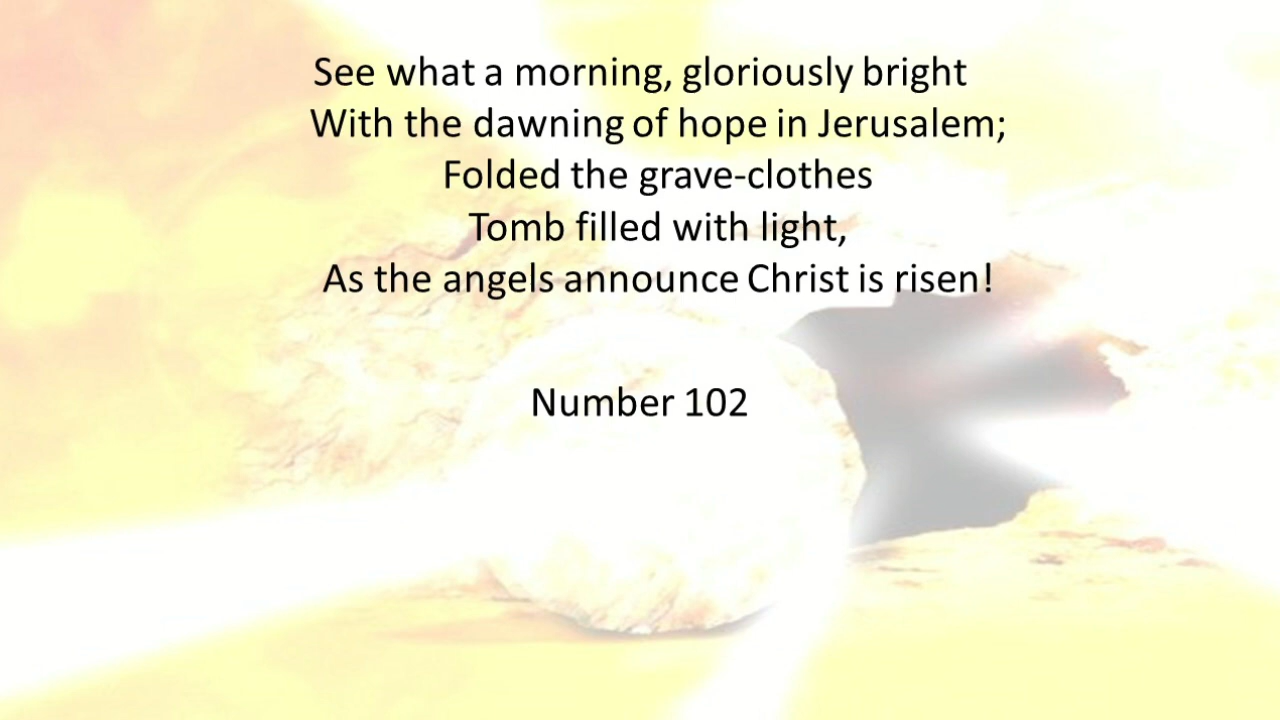 See what a morning, gloriously bright
With the dawning of hope in Jerusalem;
Folded the grave-clothes
Tomb filled with light,
As the angels announce Christ is risen!
Number 102